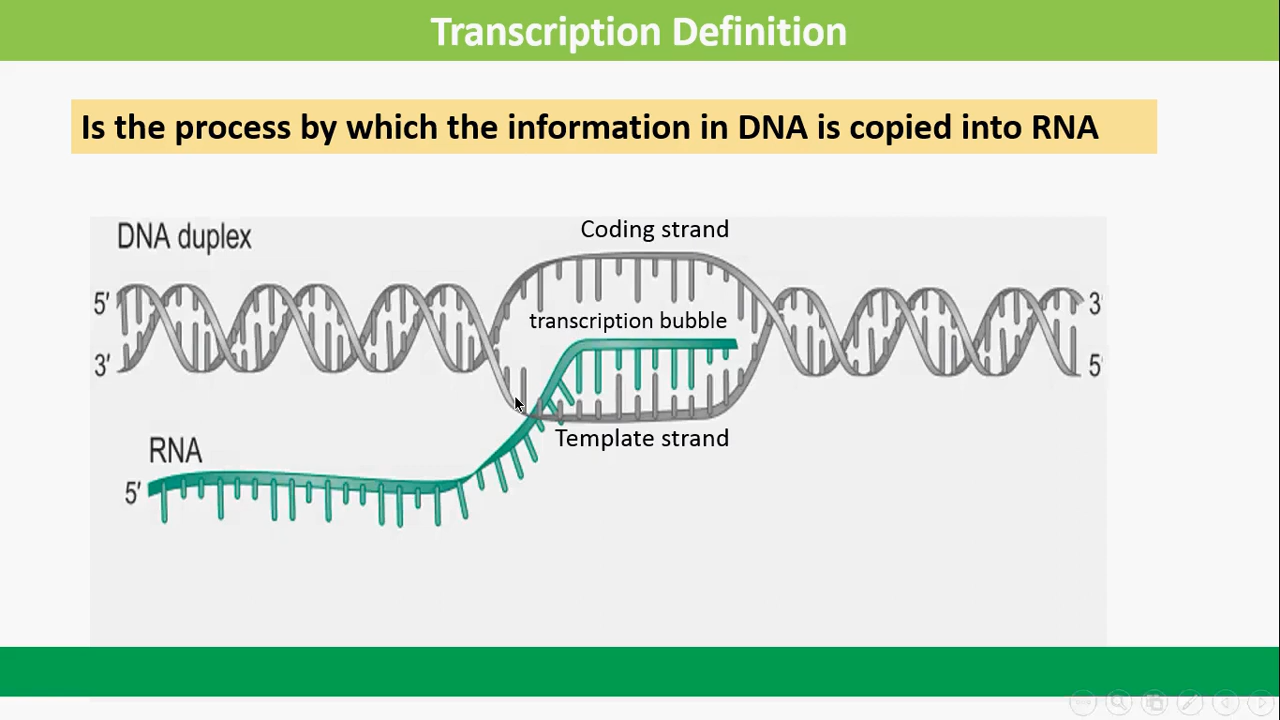 Transcription Definition
Is the process by which the information in DNA is copied into RNA
DNA duplex
Coding strand
5′
3′
transcription bubble
3′
5′
Template strand
RNA
5′